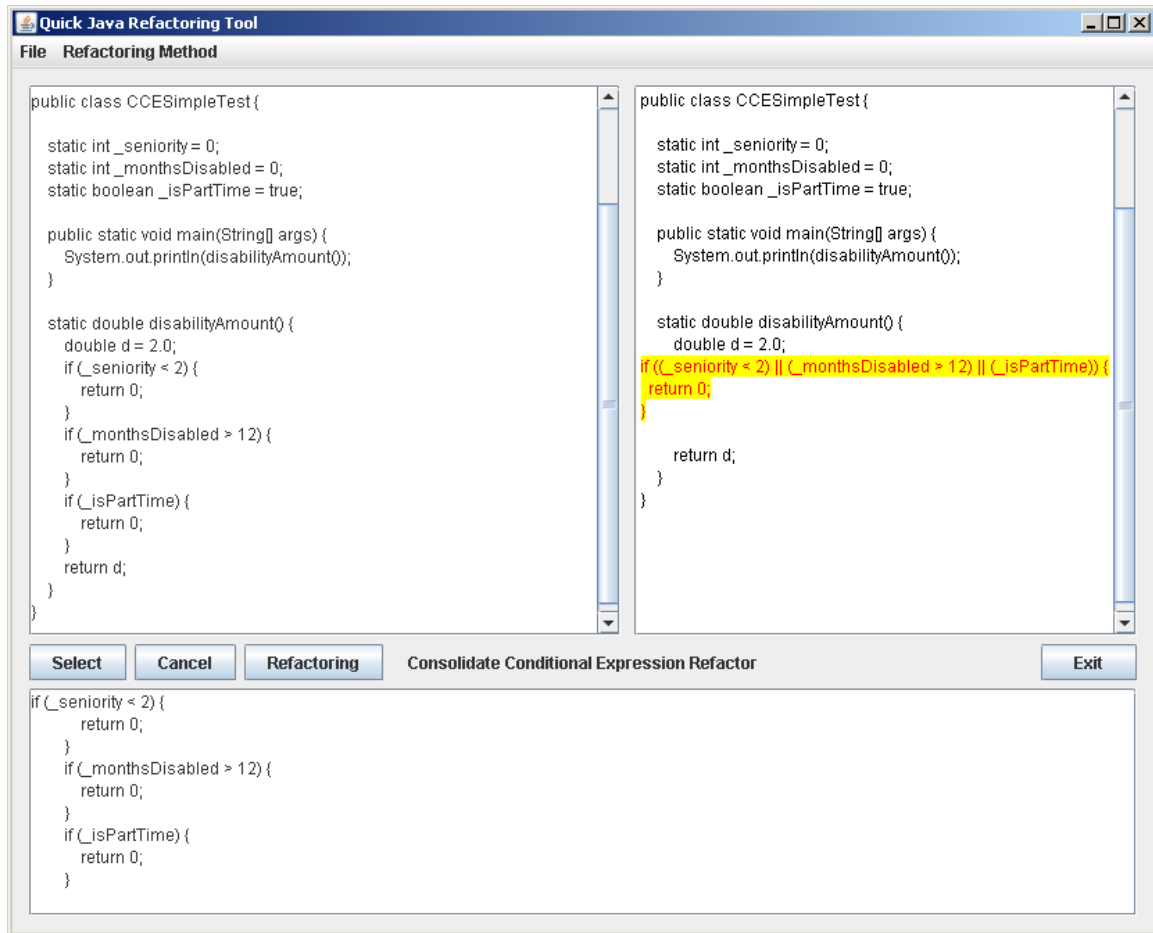 Quick Java Refactoring Tool
File Refactoring Method
public class CCESimpleTest {
static int _seniority = 0;
static int _monthsDisabled = 0;
static boolean _isPartTime = true;
public static void main(String[] args) {
System.out.println(disabilityAmount());
}
static double disabilityAmount() {
double d = 2.0;
if (_seniority < 2) {
return 0;
}
if (_monthsDisabled > 12) {
return 0;
}
if (_isPartTime) {
return 0;
}
return d;
}
}
public class CCESimpleTest {
static int _seniority = 0;
static int _monthsDisabled = 0;
static boolean _isPartTime = true;
public static void main(String[] args) {
System.out.println(disabilityAmount());
}
static double disabilityAmount() {
double d = 2.0;
if ((_seniority < 2) || (_monthsDisabled > 12) || (_isPartTime)) {
return 0;
}
return d;
}
}
Select Cancel Refactoring Consolidate Conditional Expression Refactor Exit
if (_seniority < 2) {
return 0;
}
if (_monthsDisabled > 12) {
return 0;
}
if (_isPartTime) {
return 0;
}